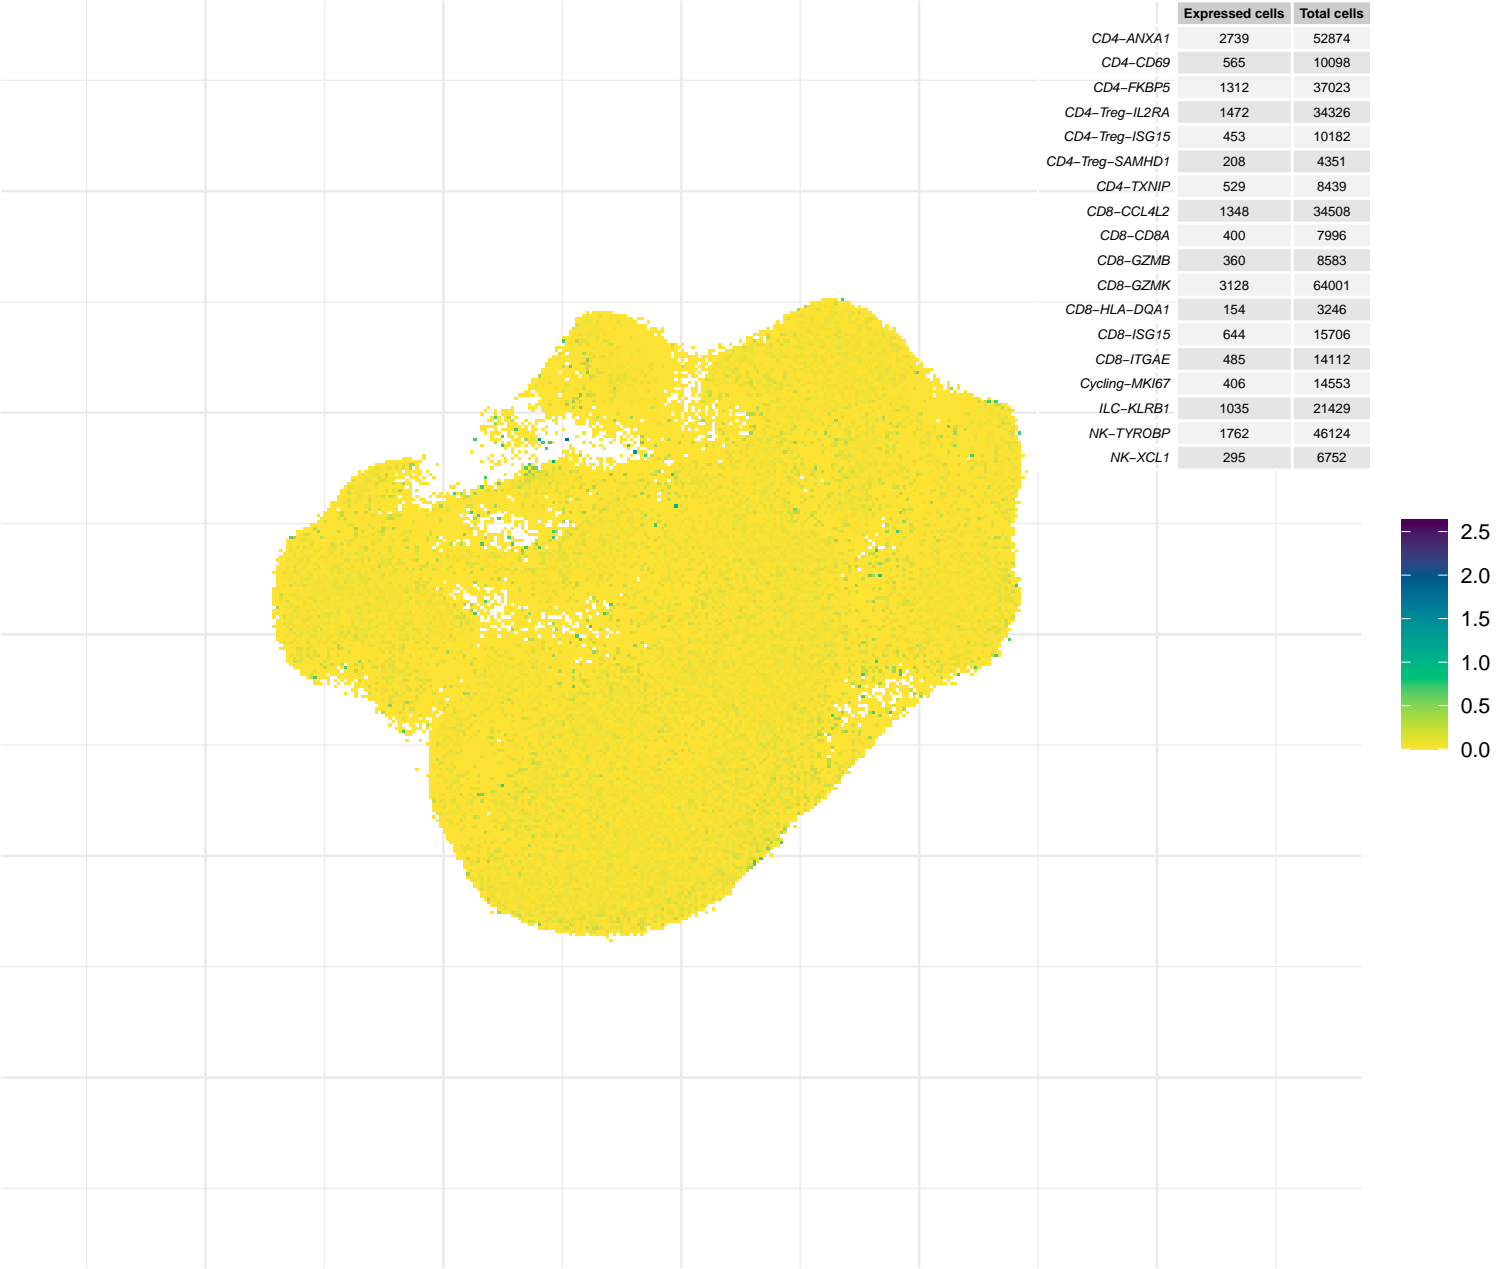 Expressed cells Total cells
CD4−ANXA1 2739 52874
CD4−CD69 565 10098
CD4−FKBP5 1312 37023
CD4−Treg−IL2RA 1472 34326
CD4−Treg−ISG15 453 10182
CD4−Treg−SAMHD1 208 4351
CD4−TXNIP 529 8439
CD8−CCL4L2 1348 34508
CD8−CD8A 400 7996
CD8−GZMB 360 8583
CD8−GZMK 3128 64001
CD8−HLA−DQA1 154 3246
CD8−ISG15 644 15706
CD8−ITGAE 485 14112
Cycling−MKI67 406 14553
ILC−KLRB1 1035 21429
NK−TYROBP 1762 46124
NK−XCL1 295 6752
2.5
2.0
1.5
1.0
0.5
0.0